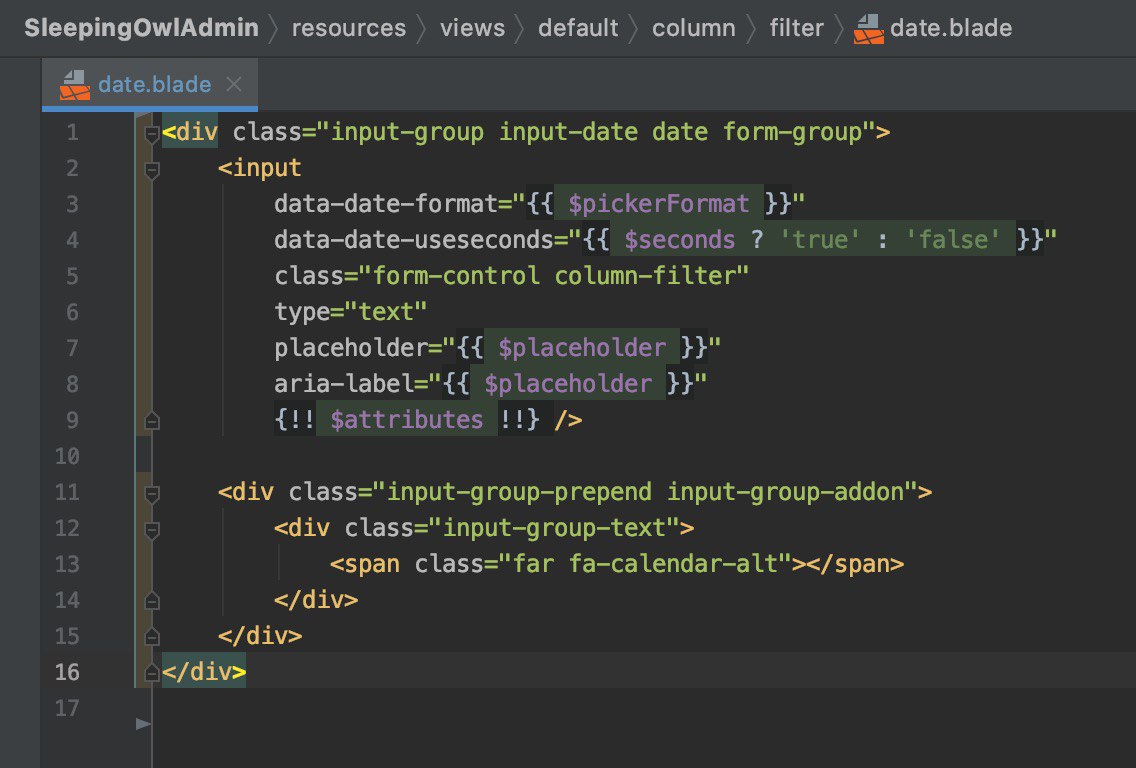 SleepingOwlAdmin 〉 resources 〉 views 〉 default 〉 column 〉 filter 〉 date.blade
date.blade ×
1 <div class="input-group input-date date form-group">
2     <input
3         data-date-format="{{ $pickerFormat }}"
4         data-date-useseconds="{{ $seconds ? 'true' : 'false' }}"
5         class="form-control column-filter"
6         type="text"
7         placeholder="{{ $placeholder }}"
8         aria-label="{{ $placeholder }}"
9         {!! $attributes !!} />
10
11     <div class="input-group-prepend input-group-addon">
12         <div class="input-group-text">
13             <span class="far fa-calendar-alt"></span>
14         </div>
15     </div>
16 </div>
17